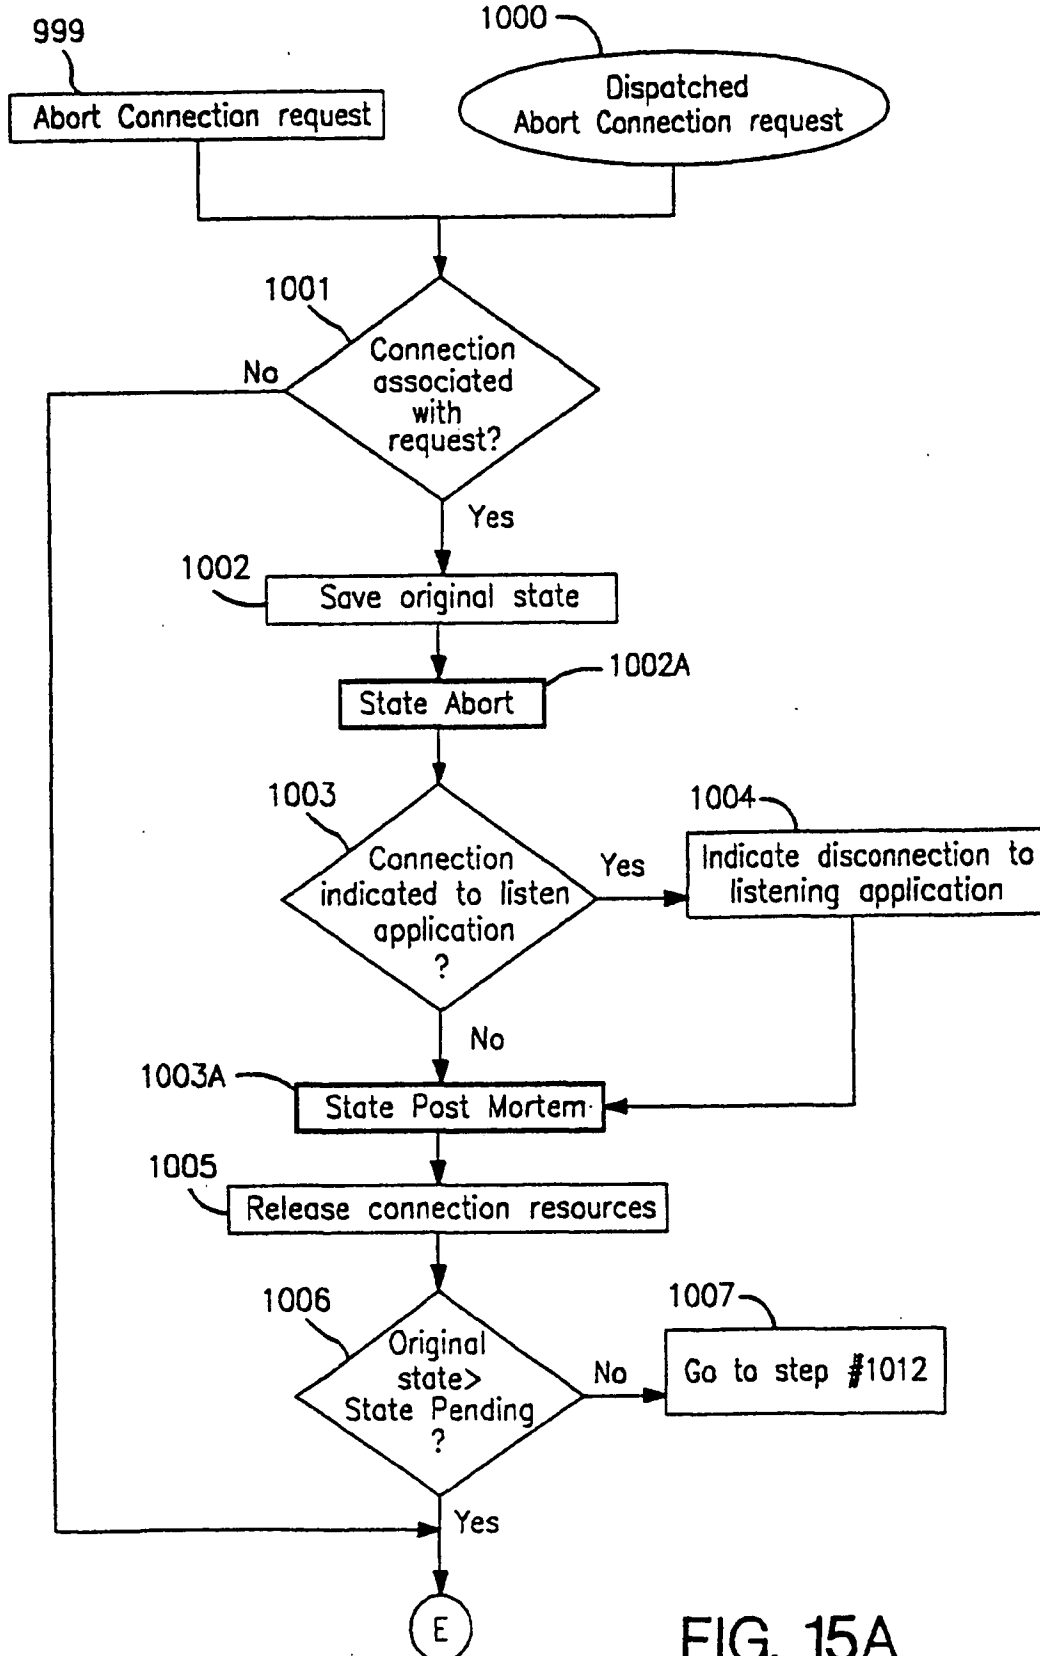 999
1000
Abort Connection request
Dispatched
Abort Connection request
1001
Connection
associated
with
request?
No
Yes
1002
Save original state
1002A
State Abort
1003
Connection
indicated to listen
application
?
Yes
1004
Indicate disconnection to
listening application
No
1003A
State Post Mortem
1005
Release connection resources
1006
Original
state>
State Pending
?
No
1007
Go to step #1012
Yes
E
FIG. 15A